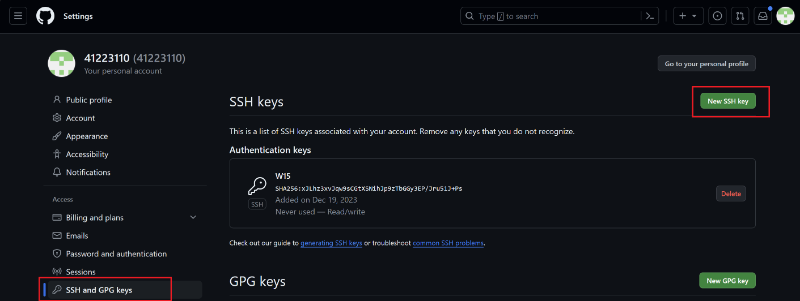 Settings
Type / to search
41223110 (41223110)
Your personal account
Go to your personal profile
Public profile
Account
Appearance
Accessibility
Notifications
Access
Billing and plans
Emails
Password and authentication
Sessions
SSH and GPG keys
SSH keys
New SSH key
This is a list of SSH keys associated with your account. Remove any keys that you do not recognize.
Authentication keys
W15
SSH
Added on Dec 19, 2023
Never used — Read/write
Delete
Check out our guide to generating SSH keys or troubleshoot common SSH problems.
GPG keys
New GPG key